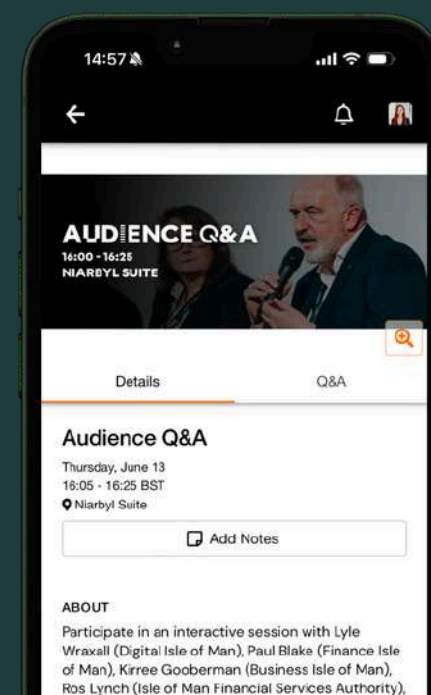 14:57
AUDIENCE Q&A
16:00 - 16:25
NIARBYL SUITE
Details Q&A
Audience Q&A
Thursday, June 13
16:05 - 16:25 BST
Niarbyl Suite
Add Notes
ABOUT
Participate in an interactive session with Lyle
Wraxall (Digital Isle of Man), Paul Blake (Finance Isle
of Man), Kirree Gooberman (Business Isle of Man),
Ros Lynch (Isle of Man Financial Services Authority),